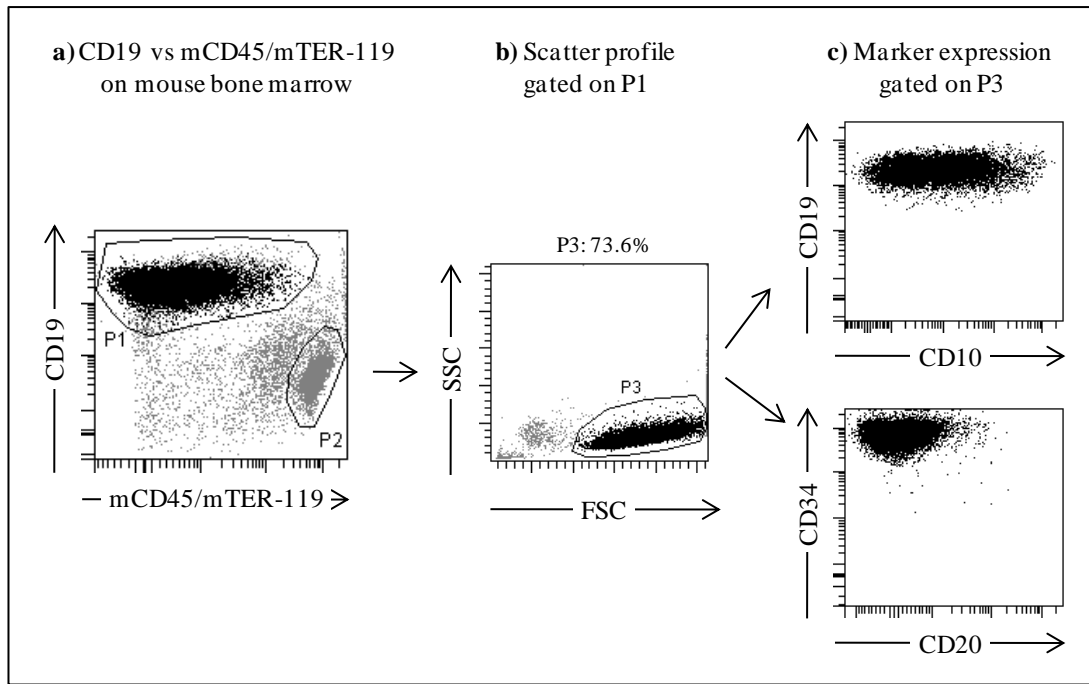 a) CD19 vs mCD45/mTER-119
on mouse bone marrow
b) Scatter profile
gated on P1
c) Marker expression
gated on P3
CD19
P1
P2
mCD45/mTER-119
P3: 73.6%
SSC
P3
FSC
CD19
CD10
CD34
CD20